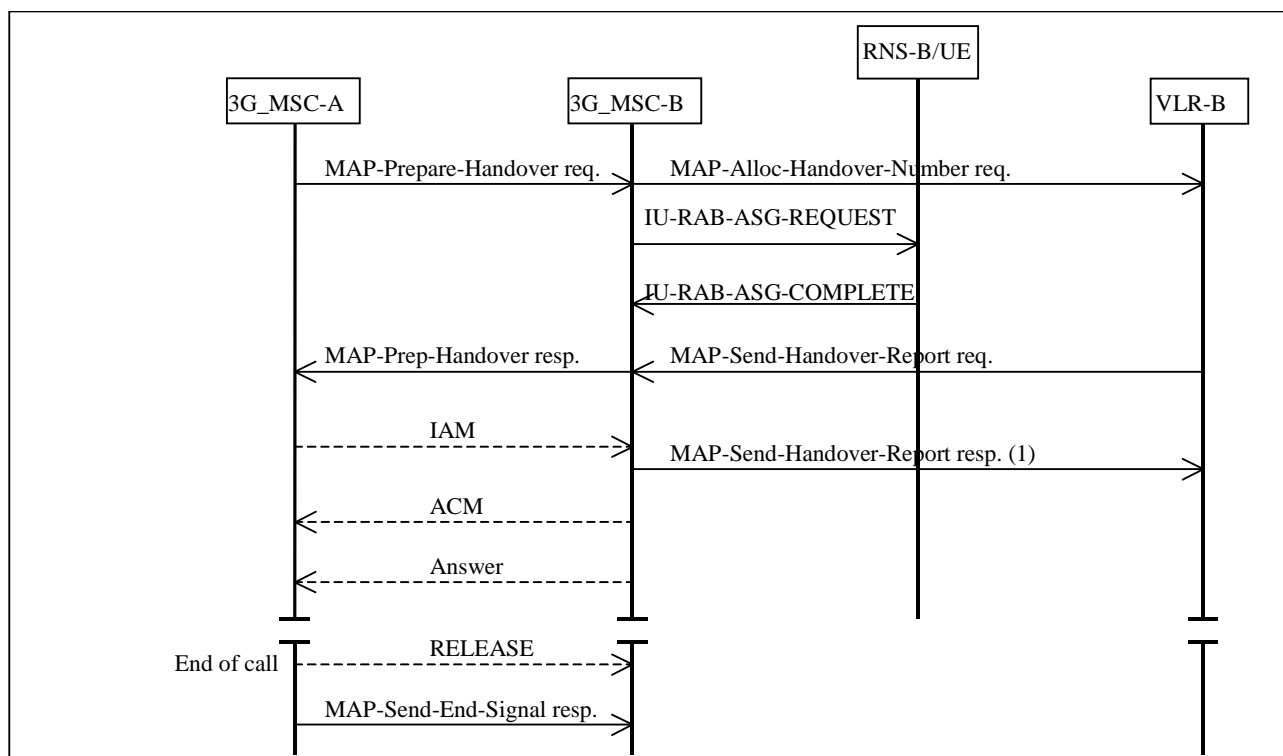 RNS-B/UE
3G_MSC-A
3G_MSC-B
VLR-B
MAP-Prepare-Handover req.
MAP-Alloc-Handover-Number req.
IU-RAB-ASG-REQUEST
IU-RAB-ASG-COMPLETE
MAP-Prep-Handover resp.
MAP-Send-Handover-Report req.
IAM
MAP-Send-Handover-Report resp. (1)
ACM
Answer
RELEASE
End of call
MAP-Send-End-Signal resp.